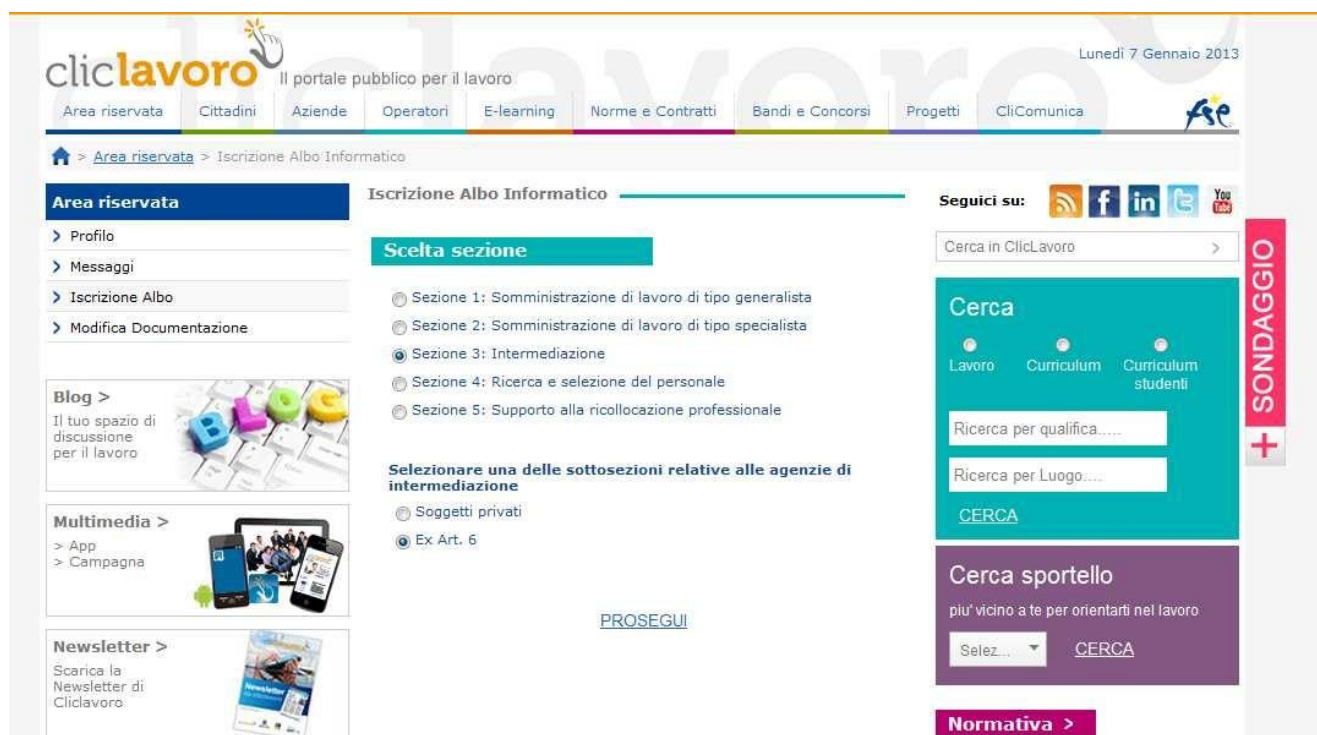 cliclavoro
Il portale pubblico per il lavoro
Lunedì 7 Gennaio 2013
Area riservata
Cittadini
Aziende
Operatori
E-learning
Norme e Contratti
Bandi e Concorsi
Progetti
CliComunica
fse
> Area riservata > Iscrizione Albo Informatico
Area riservata
Profilo
Messaggi
Iscrizione Albo
Modifica Documentazione
Blog >
Il tuo spazio di
discussione
per il lavoro
BLOG
Multimedia >
> App
> Campagna
Newsletter >
Scarica la
Newsletter di
Cliclavoro
Newsletter
Iscrizione Albo Informatico
Scelta sezione
Sezione 1: Somministrazione di lavoro di tipo generalista
Sezione 2: Somministrazione di lavoro di tipo specialista
Sezione 3: Intermediazione
Sezione 4: Ricerca e selezione del personale
Sezione 5: Supporto alla ricollocazione professionale
Selezionare una delle sottosezioni relative alle agenzie di
intermediazione
Soggetti privati
Ex Art. 6
PROSEGUI
Seguici su:
f
in
You
Tube
Cerca in ClicLavoro >
Cerca
Lavoro
Curriculum
Curriculum
studenti
Ricerca per qualifica.....
Ricerca per Luogo....
CERCA
Cerca sportello
piu' vicino a te per orientarti nel lavoro
Selez...
CERCA
Normativa >
SONDAGGIO
+